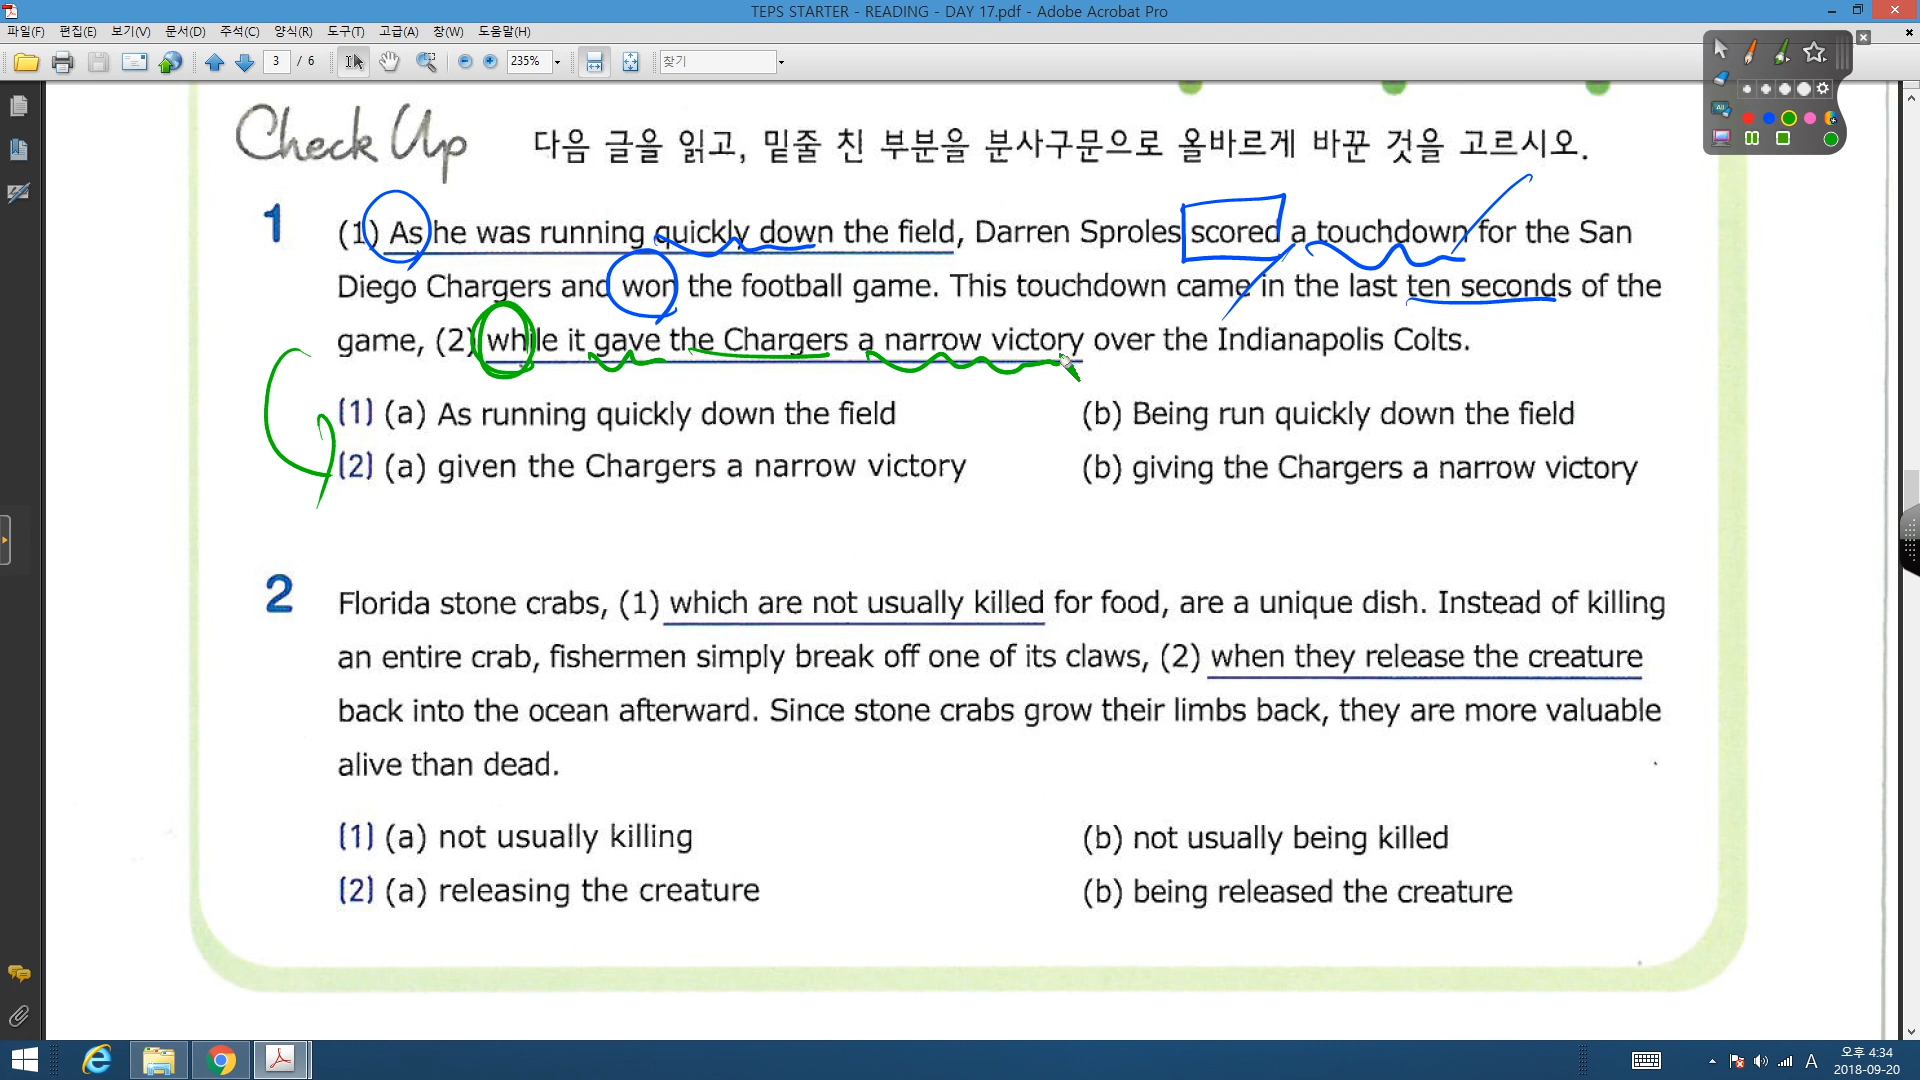 TEPS STARTER - READING - DAY 17.pdf - Adobe Acrobat Pro
파일(F) 편집(E) 보기(V) 문서(D) 주석(C) 양식(R) 도구(T) 고급(A) 창(W) 도움말(H)
3 / 6 235% 찾기
Check Up 다음 글을 읽고, 밑줄 친 부분을 분사구문으로 올바르게 바꾼 것을 고르시오.
1 (1) As he was running quickly down the field, Darren Sproles scored a touchdown for the San
Diego Chargers and won the football game. This touchdown came in the last ten seconds of the
game, (2) while it gave the Chargers a narrow victory over the Indianapolis Colts.
(1) (a) As running quickly down the field (b) Being run quickly down the field
(2) (a) given the Chargers a narrow victory (b) giving the Chargers a narrow victory
2 Florida stone crabs, (1) which are not usually killed for food, are a unique dish. Instead of killing
an entire crab, fishermen simply break off one of its claws, (2) when they release the creature
back into the ocean afterward. Since stone crabs grow their limbs back, they are more valuable
alive than dead.
(1) (a) not usually killing (b) not usually being killed
(2) (a) releasing the creature (b) being released the creature
A 오후 4:34
2018-09-20